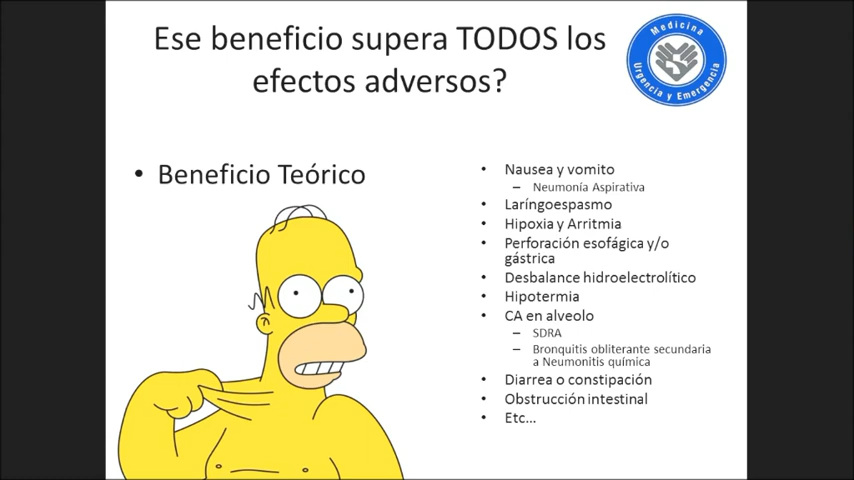 Ese beneficio supera TODOS los
efectos adversos?
Medicina
Urgencia y Emergencia
• Beneficio Teórico
• Nausea y vomito
– Neumonía Aspirativa
• Laríngoespasmo
• Hipoxia y Arritmia
• Perforación esofágica y/o
gástrica
• Desbalance hidroelectrolítico
• Hipotermia
• CA en alveolo
– SDRA
– Bronquitis obliterante secundaria
a Neumonitis química
• Diarrea o constipación
• Obstrucción intestinal
• Etc...